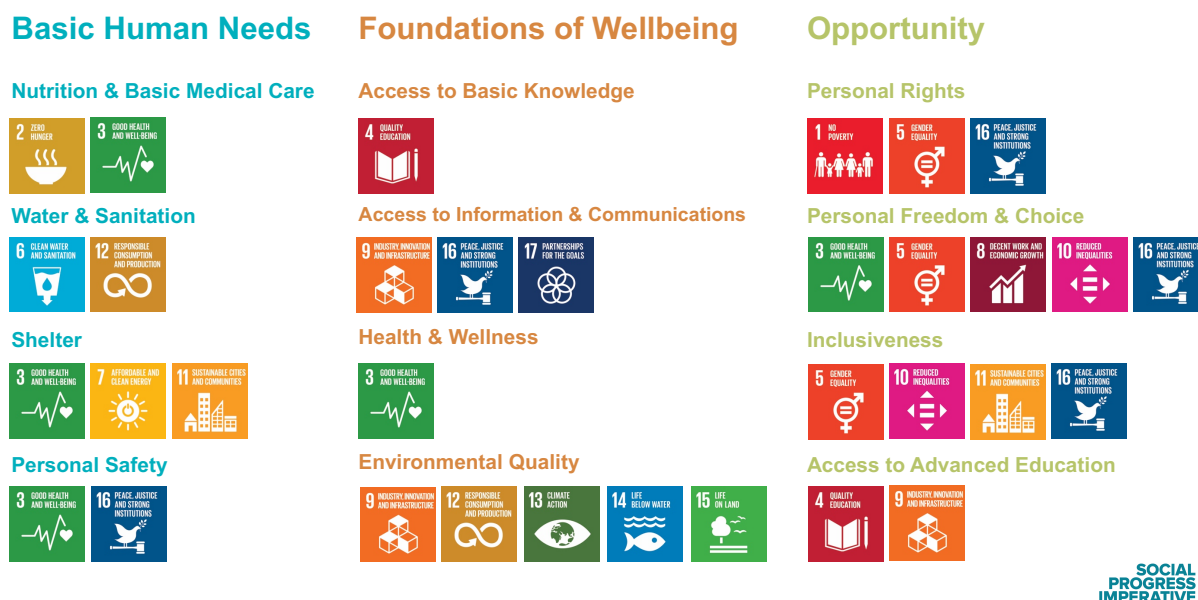 Basic Human Needs
Nutrition & Basic Medical Care
2 ZERO
HUNGER
3 GOOD HEALTH
AND WELL-BEING
Water & Sanitation
6 CLEAN WATER
AND SANITATION
12 RESPONSIBLE
CONSUMPTION
AND PRODUCTION
Shelter
3 GOOD HEALTH
AND WELL-BEING
7 AFFORDABLE AND
CLEAN ENERGY
11 SUSTAINABLE CITIES
AND COMMUNITIES
Personal Safety
3 GOOD HEALTH
AND WELL-BEING
16 PEACE, JUSTICE
AND STRONG
INSTITUTIONS
Foundations of Wellbeing
Access to Basic Knowledge
4 QUALITY
EDUCATION
Access to Information & Communications
9 INDUSTRY, INNOVATION
AND INFRASTRUCTURE
16 PEACE, JUSTICE
AND STRONG
INSTITUTIONS
17 PARTNERSHIPS
FOR THE GOALS
Health & Wellness
3 GOOD HEALTH
AND WELL-BEING
Environmental Quality
9 INDUSTRY, INNOVATION
AND INFRASTRUCTURE
12 RESPONSIBLE
CONSUMPTION
AND PRODUCTION
13 CLIMATE
ACTION
14 LIFE
BELOW WATER
15 LIFE
ON LAND
Opportunity
Personal Rights
1 NO
POVERTY
5 GENDER
EQUALITY
16 PEACE, JUSTICE
AND STRONG
INSTITUTIONS
Personal Freedom & Choice
3 GOOD HEALTH
AND WELL-BEING
5 GENDER
EQUALITY
8 DECENT WORK AND
ECONOMIC GROWTH
10 REDUCED
INEQUALITIES
16 PEACE, JUSTICE
AND STRONG
INSTITUTIONS
Inclusiveness
5 GENDER
EQUALITY
10 REDUCED
INEQUALITIES
11 SUSTAINABLE CITIES
AND COMMUNITIES
16 PEACE, JUSTICE
AND STRONG
INSTITUTIONS
Access to Advanced Education
4 QUALITY
EDUCATION
9 INDUSTRY, INNOVATION
AND INFRASTRUCTURE
SOCIAL
PROGRESS
IMPERATIVE